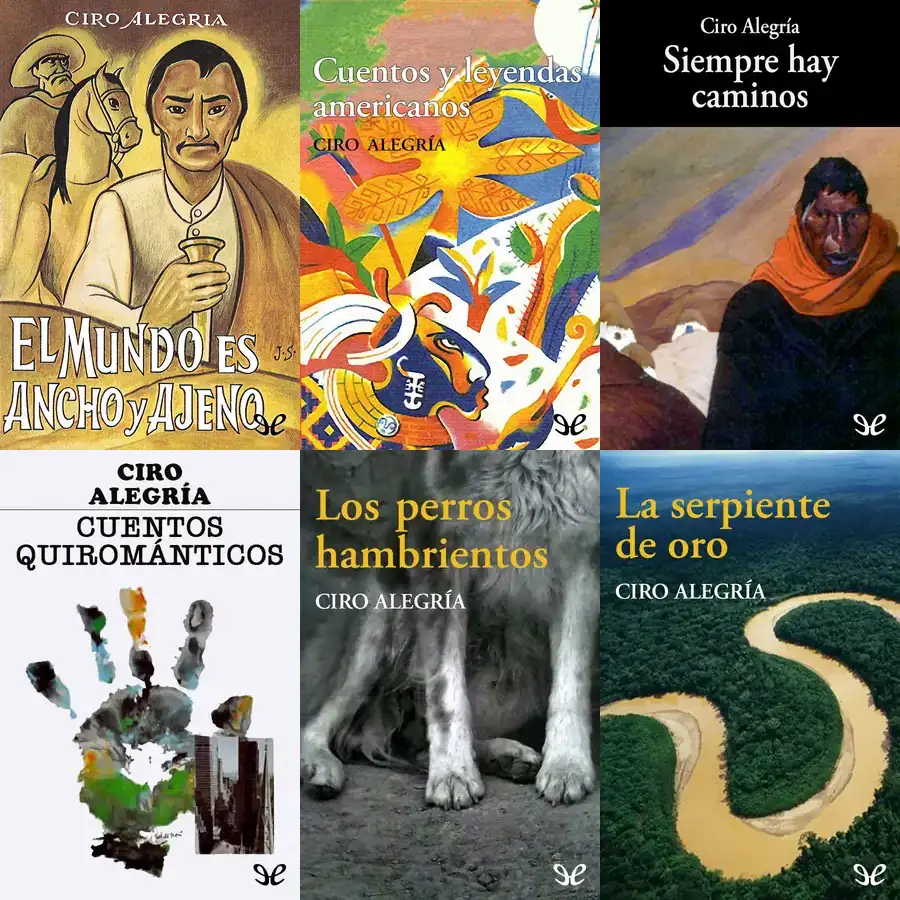 CIRO ALEGRIA
EL MUNDO ES
ANCHO y AJENO
J.S.
Cuentos y leyendas
americanos
CIRO ALEGRÍA
Ciro Alegría
Siempre hay
caminos
CIRO
ALEGRÍA
CUENTOS
QUIROMÁNTICOS
Los perros
hambrientos
CIRO ALEGRÍA
La serpiente
de oro
CIRO ALEGRÍA